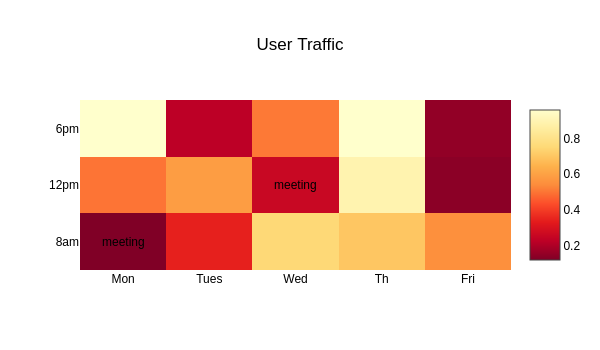 User Traffic
6pm
12pm
meeting
8am
meeting
Mon
Tues
Wed
Th
Fri
0.8
0.6
0.4
0.2